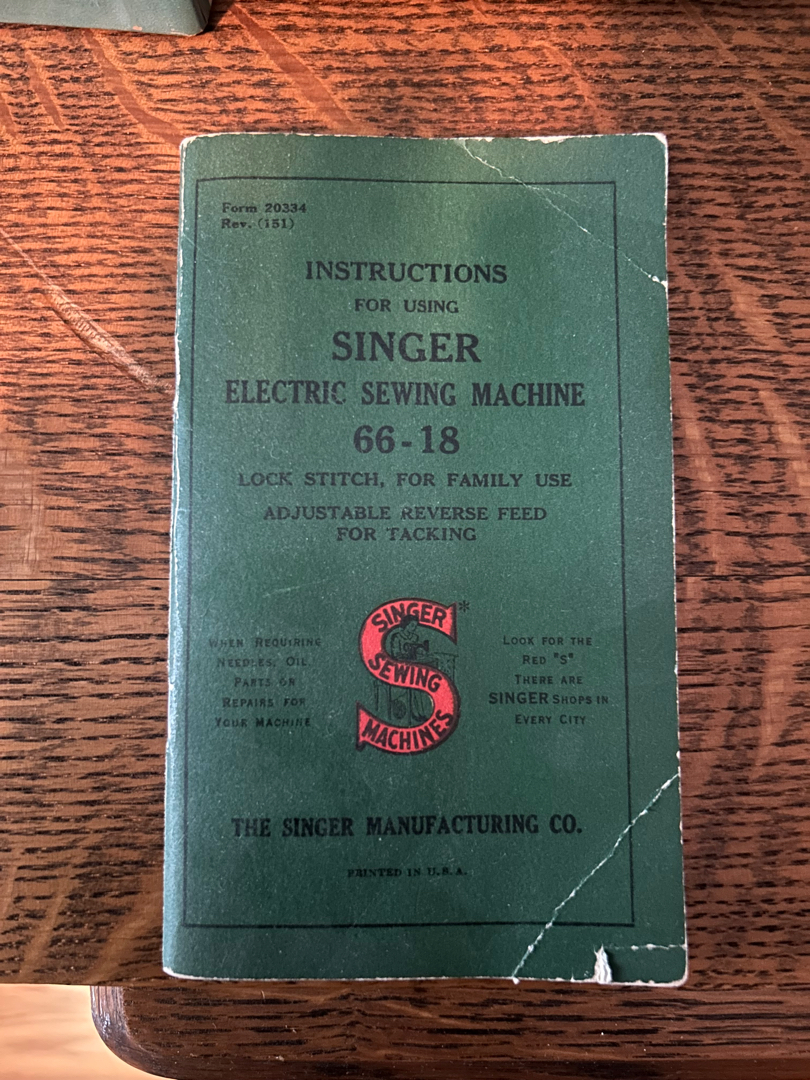 Form 20334
Rev. (151)
INSTRUCTIONS
FOR USING
SINGER
ELECTRIC SEWING MACHINE
66-18
LOCK STITCH, FOR FAMILY USE
ADJUSTABLE REVERSE FEED
FOR TACKING
WHEN REQUIRING
NEEDLES, OIL,
PARTS OR
REPAIRS FOR
YOUR MACHINE
SINGER *
SEWING
MACHINES
LOOK FOR THE
RED "S"
THERE ARE
SINGER SHOPS IN
EVERY CITY
THE SINGER MANUFACTURING CO.
PRINTED IN U.S.A.